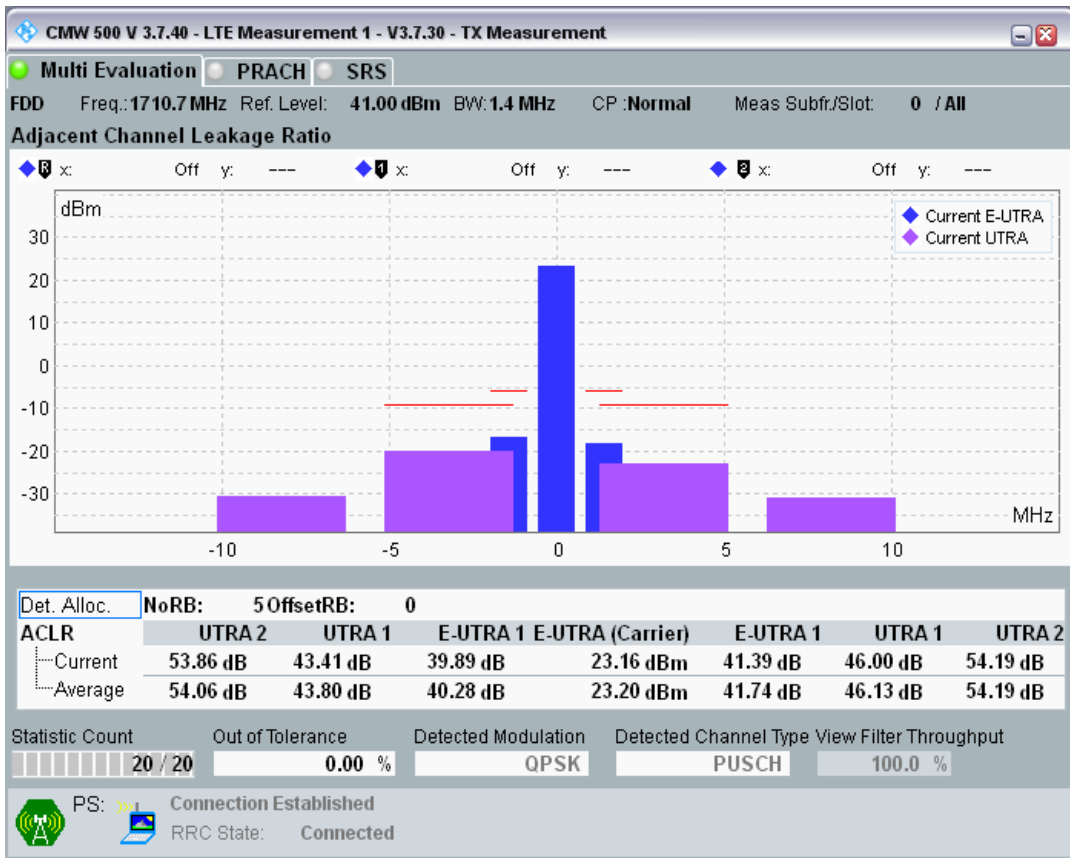 CMW 500 V 3.7.40 - LTE Measurement 1 - V3.7.30 - TX Measurement
Multi Evaluation PRACH SRS
FDD Freq.: 1710.7 MHz Ref. Level: 41.00 dBm BW: 1.4 MHz CP : Normal Meas Subfr./Slot: 0 / All
Adjacent Channel Leakage Ratio
R x: Off y: --- 1 x: Off y: --- 2 x: Off y: ---
dBm
Current E-UTRA
Current UTRA
30
20
10
0
-10
-20
-30
MHz
-10 -5 0 5 10
Det. Alloc. NoRB: 5 OffsetRB: 0
ACLR UTRA 2 UTRA 1 E-UTRA 1 E-UTRA (Carrier) E-UTRA 1 UTRA 1 UTRA 2
Current 53.86 dB 43.41 dB 39.89 dB 23.16 dBm 41.39 dB 46.00 dB 54.19 dB
Average 54.06 dB 43.80 dB 40.28 dB 23.20 dBm 41.74 dB 46.13 dB 54.19 dB
Statistic Count Out of Tolerance Detected Modulation Detected Channel Type View Filter Throughput
20 / 20 0.00 % QPSK PUSCH 100.0 %
PS: Connection Established
RRC State: Connected